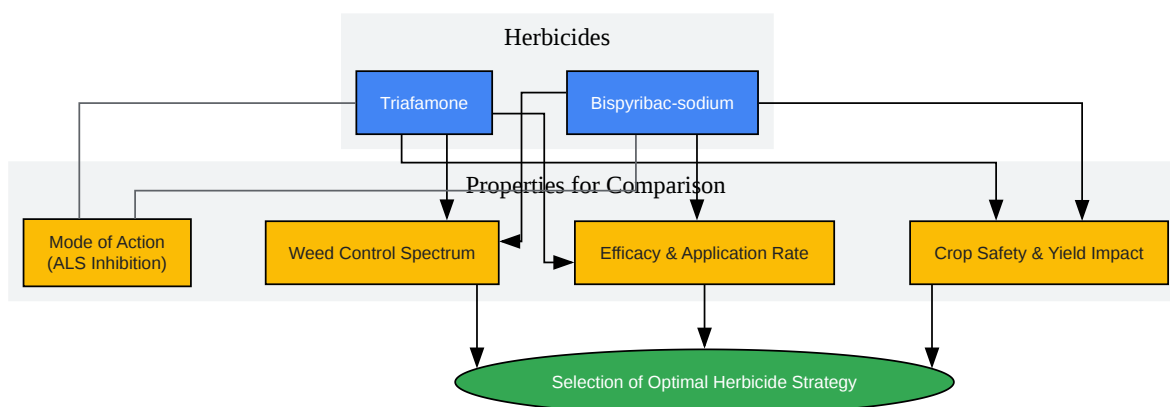 Herbicides
Triafamone
Bispyribac-sodium
Properties for Comparison
Mode of Action
(ALS Inhibition)
Weed Control Spectrum
Efficacy & Application Rate
Crop Safety & Yield Impact
Selection of Optimal Herbicide Strategy